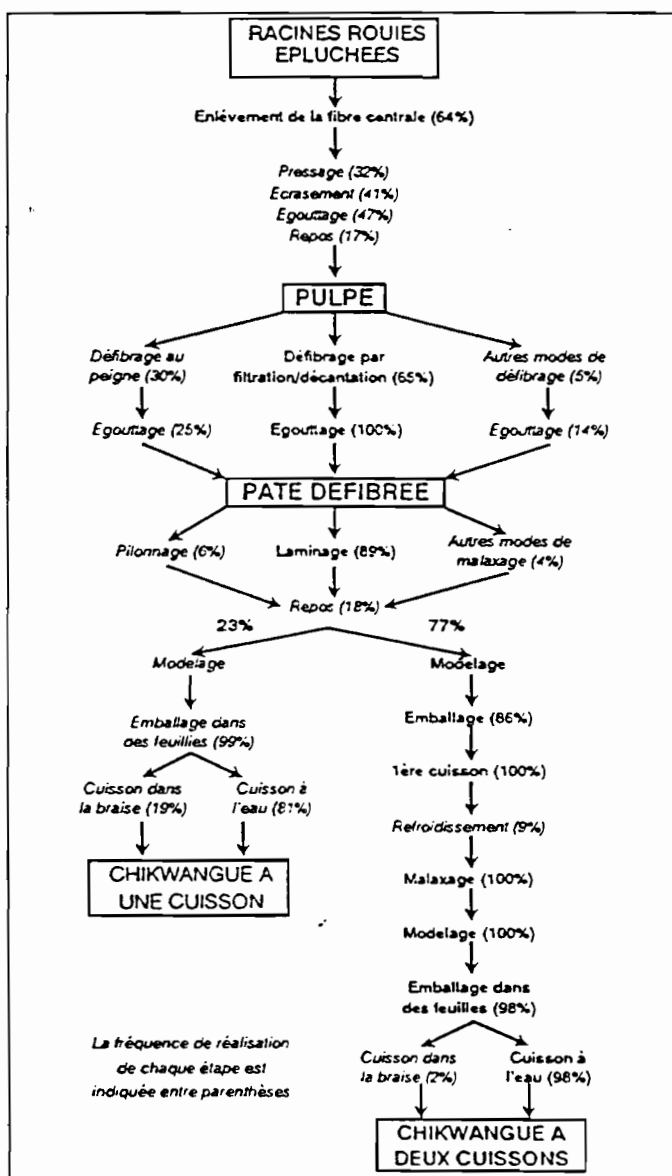 RACINES ROUIES
EPLUCHEES
Enlévement de la fibre centrale (64%)
Pressage (32%)
Ecrasement (41%)
Egouttage (47%)
Repos (17%)
PULPE
Défibrage au
peigne (30%)
Défibrage par
filtration/décantation (65%)
Autres modes de
défibrage (5%)
Egouttage (25%)
Egouttage (100%)
Egouttage (14%)
PATE DEFIBREE
Pilonnage (6%)
Laminage (89%)
Autres modes de
malaxage (4%)
Repos (18%)
23%
77%
Modelage
Emballage dans
des feuilles (99%)
Cuisson dans
la braise (19%)
Cuisson à
l'eau (81%)
CHIKWANGUE A
UNE CUISSON
Modelage
Emballage (86%)
1ère cuisson (100%)
Refroidissement (9%)
Malaxage (100%)
Modelage (100%)
Emballage dans
des feuilles (98%)
Cuisson dans
la braise (2%)
Cuisson à
l'eau (98%)
CHIKWANGUE A
DEUX CUISSONS
La fréquence de réalisation
de chaque étape est
indiquée entre parenthèses